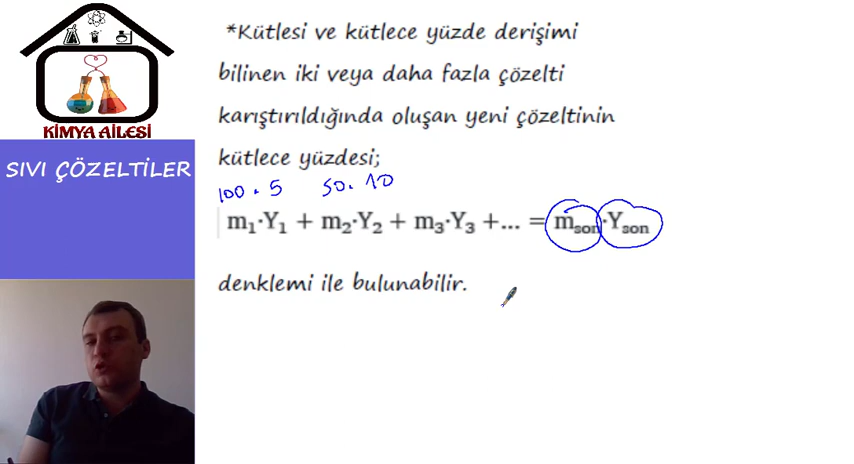 KİMYA AİLESİ
SIVI ÇÖZELTİLER
*Kütlesi ve kütlece yüzde derişimi
bilinen iki veya daha fazla çözelti
karıştırıldığında oluşan yeni çözeltinin
kütlece yüzdesi;
100 . 5 50. 10
m₁·Y₁ + m₂·Y₂ + m₃·Y₃ +... = mₛₒₙ·Yₛₒₙ
denklemi ile bulunabilir.